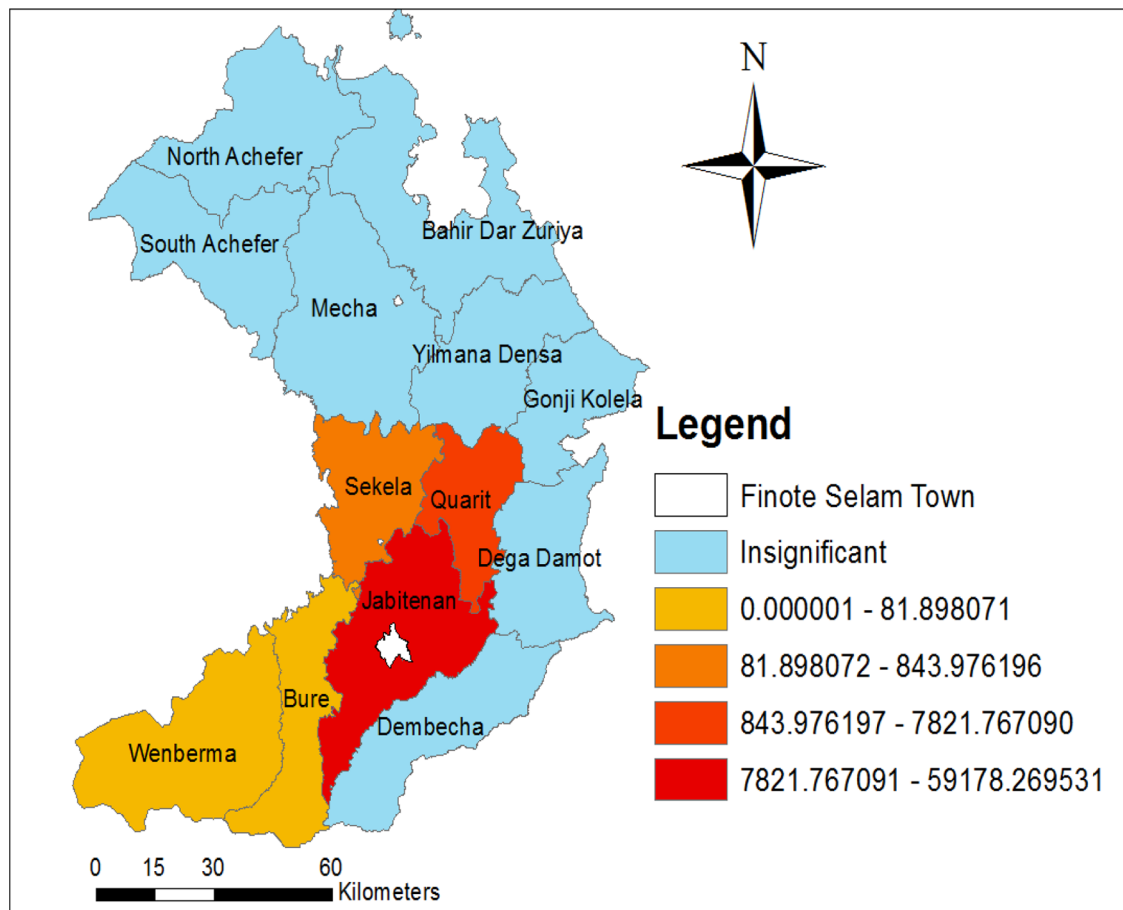 N
North Achefer
South Achefer
Bahir Dar Zuriya
Mecha
Yilmana Densa
Gonji Kolela
Sekela
Quarit
Dega Damot
Jabitenan
Bure
Dembecha
Wenberma
Legend
Finote Selam Town
Insignificant
0.000001 - 81.898071
81.898072 - 843.976196
843.976197 - 7821.767090
7821.767091 - 59178.269531
0 15 30 60
Kilometers